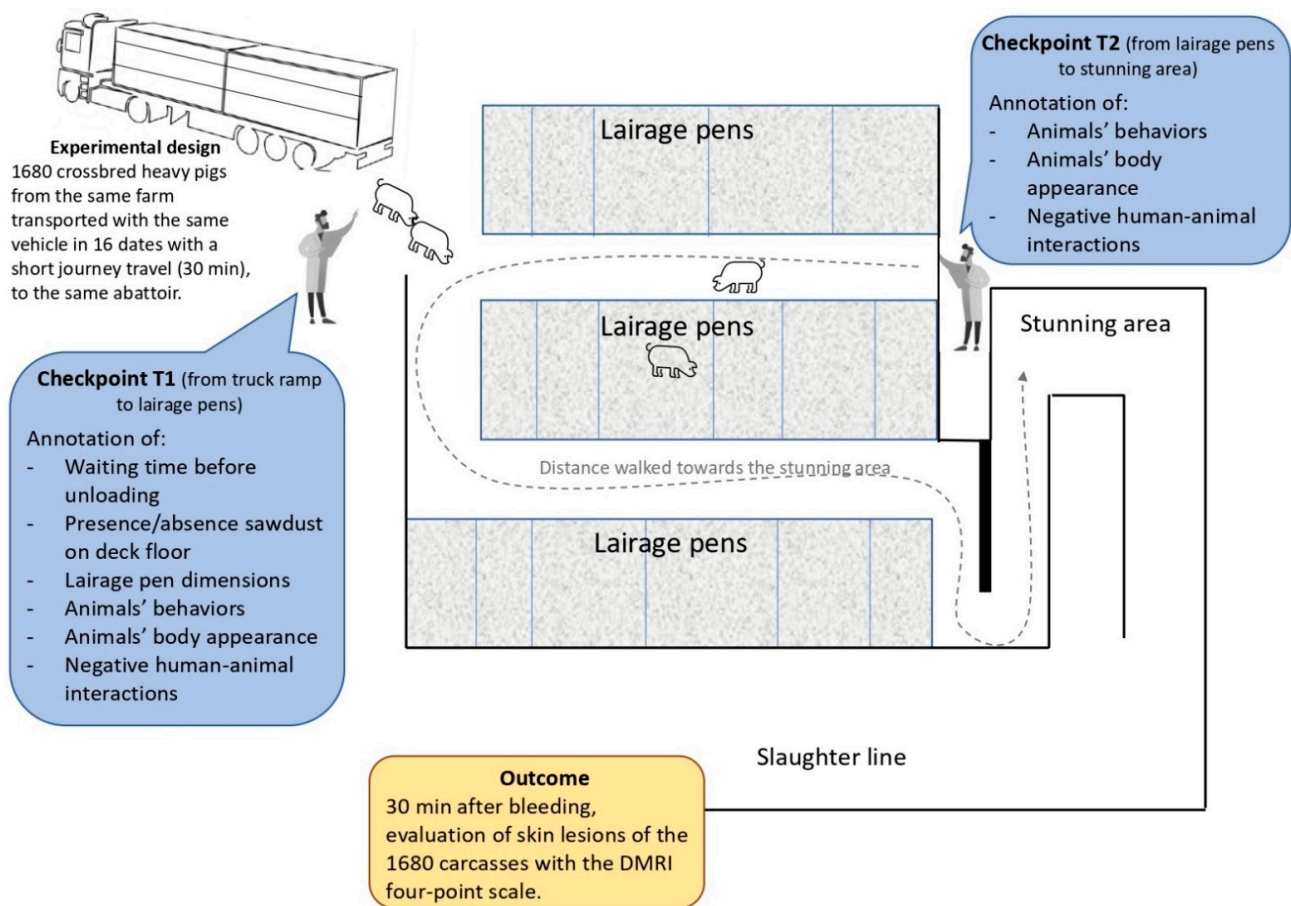 Experimental design
1680 crossbred heavy pigs
from the same farm
transported with the same
vehicle in 16 dates with a
short journey travel (30 min),
to the same abattoir.
Checkpoint T1 (from truck ramp
to lairage pens)
Annotation of:
- Waiting time before
unloading
- Presence/absence sawdust
on deck floor
- Lairage pen dimensions
- Animals’ behaviors
- Animals’ body appearance
- Negative human-animal
interactions
Lairage pens
Lairage pens
Distance walked towards the stunning area
Lairage pens
Checkpoint T2 (from lairage pens
to stunning area)
Annotation of:
- Animals’ behaviors
- Animals’ body
appearance
- Negative human-animal
interactions
Stunning area
Slaughter line
Outcome
30 min after bleeding,
evaluation of skin lesions of the
1680 carcasses with the DMRI
four-point scale.